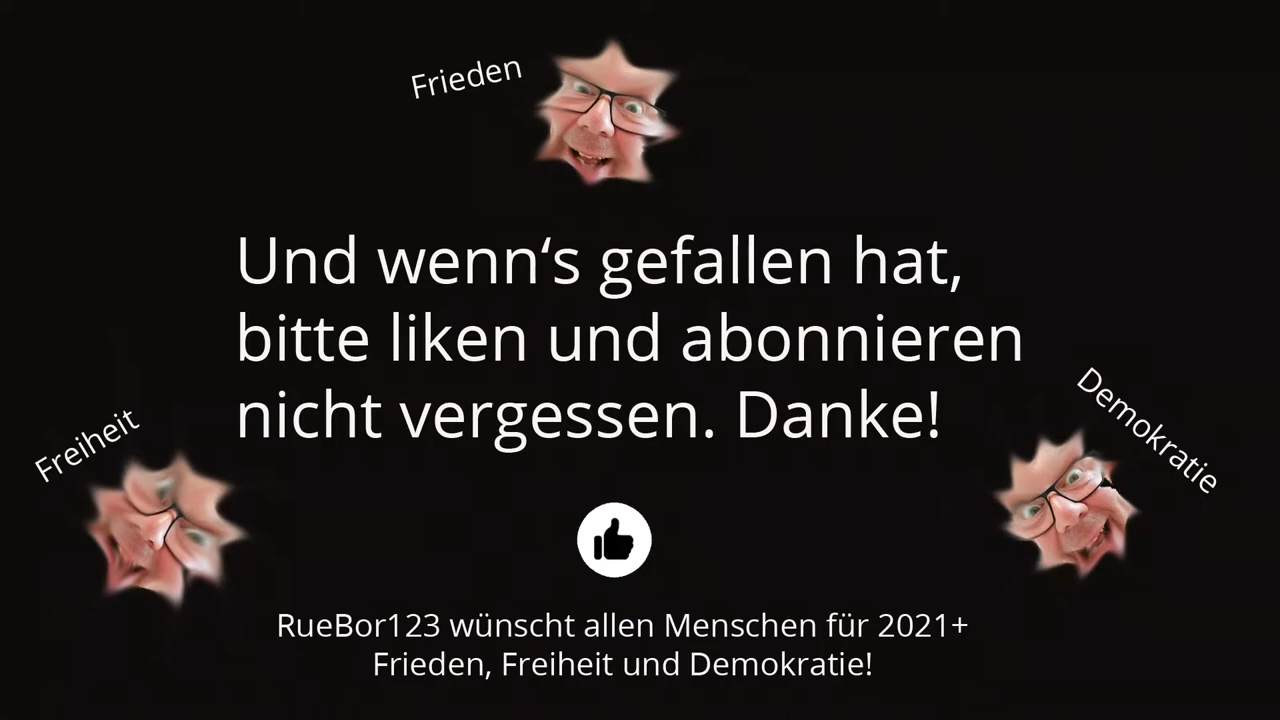 Frieden
Und wenn‘s gefallen hat,
bitte liken und abonnieren
nicht vergessen. Danke!
Freiheit
Demokratie
RueBor123 wünscht allen Menschen für 2021+
Frieden, Freiheit und Demokratie!